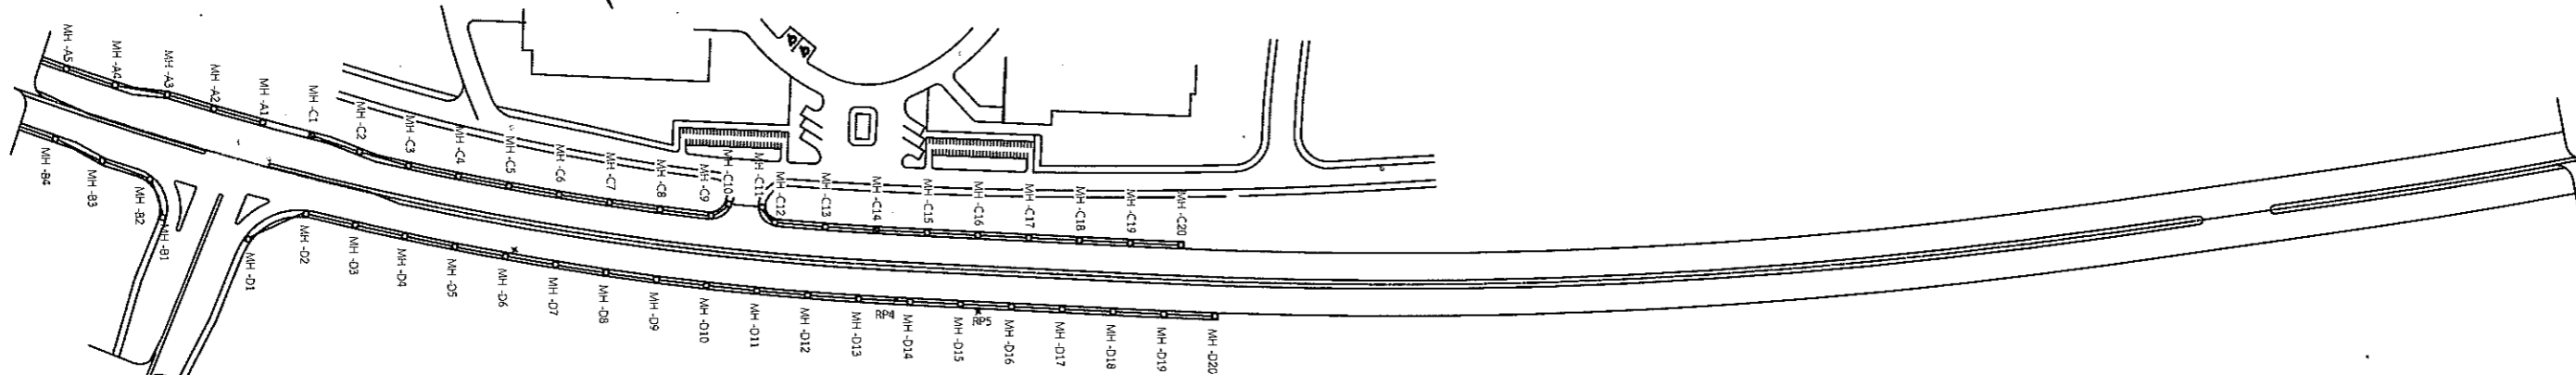 MH -A5
MH -A4
MH -A3
MH -A2
MH -A1
MH -C1
MH -C2
MH -C3
MH -C4
MH -C5
MH -C6
MH -C7
MH -C8
MH -C9
MH -C10
MH -C11
MH -C12
MH -C13
MH -C14
MH -C15
MH -C16
MH -C17
MH -C18
MH -C19
MH -C20
MH -B4
MH -B3
MH -B2
MH -B1
MH -D1
MH -D2
MH -D3
MH -D4
MH -D5
MH -D6
MH -D7
MH -D8
MH -D9
MH -D10
MH -D11
MH -D12
MH -D13
RP4
MH -D14
MH -D15
RP5
MH -D16
MH -D17
MH -D18
MH -D19
MH -D20